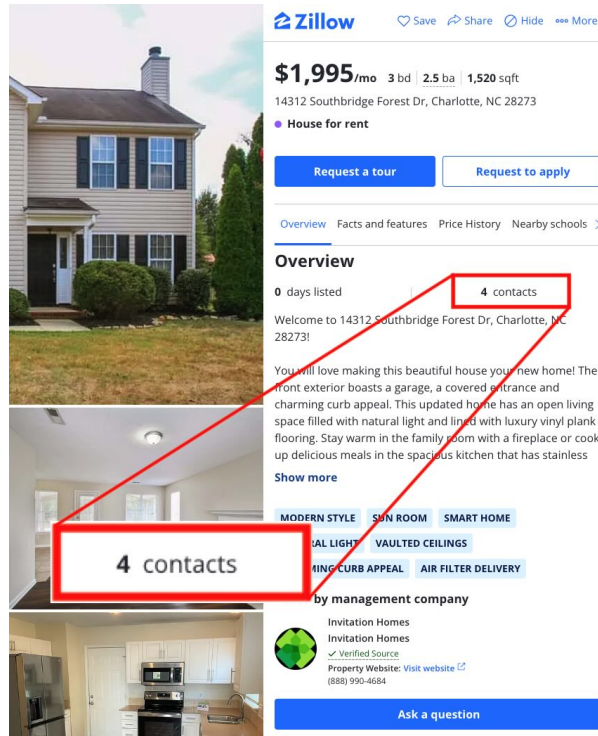 Zillow
Save Share Hide More
$1,995/mo 3 bd 2.5 ba 1,520 sqft
14312 Southbridge Forest Dr, Charlotte, NC 28273
House for rent
Request a tour Request to apply
Overview Facts and features Price History Nearby schools
Overview
0 days listed 4 contacts
Welcome to 14312 Southbridge Forest Dr, Charlotte, NC
28273!
You will love making this beautiful house your new home! The
front exterior boasts a garage, a covered entrance and
charming curb appeal. This updated home has an open living
space filled with natural light and lined with luxury vinyl plank
flooring. Stay warm in the family room with a fireplace or cook
up delicious meals in the spacious kitchen that has stainless
Show more
MODERN STYLE SUN ROOM SMART HOME
RAL LIGHT VAULTED CEILINGS
4 contacts
MING CURB APPEAL AIR FILTER DELIVERY
by management company
Invitation Homes
Invitation Homes
Verified Source
Property Website: Visit website
(888) 990-4684
Ask a question